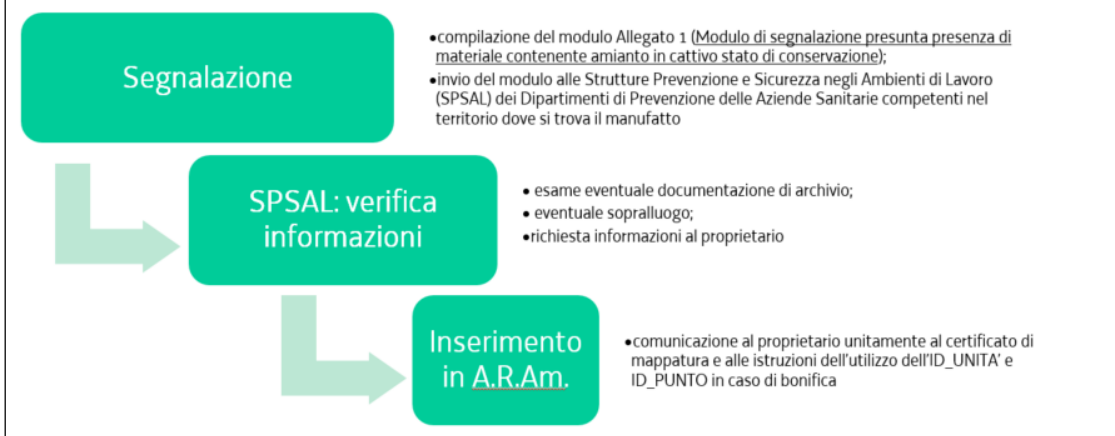 Segnalazione
•compilazione del modulo Allegato 1 (Modulo di segnalazione presunta presenza di
materiale contenente amianto in cattivo stato di conservazione);
•invio del modulo alle Strutture Prevenzione e Sicurezza negli Ambienti di Lavoro
(SPSAL) dei Dipartimenti di Prevenzione delle Aziende Sanitarie competenti nel
territorio dove si trova il manufatto
SPSAL: verifica
informazioni
• esame eventuale documentazione di archivio;
• eventuale sopralluogo;
•richiesta informazioni al proprietario
Inserimento
in A.R.Am.
•comunicazione al proprietario unitamente al certificato di
mappatura e alle istruzioni dell'utilizzo dell'ID_UNITA' e
ID_PUNTO in caso di bonifica